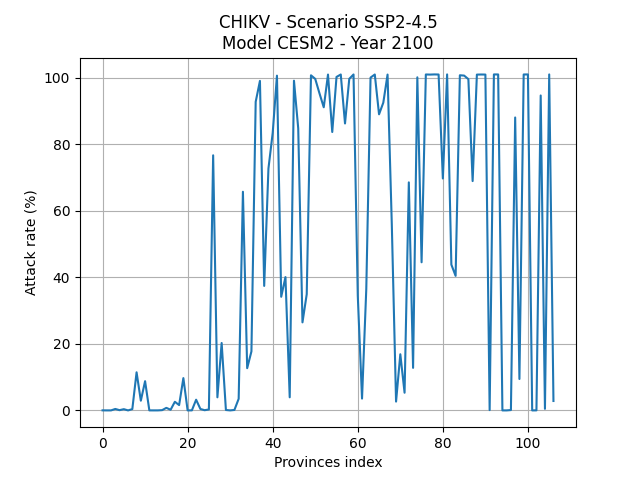 CHIKV - Scenario SSP2-4.5
Model CESM2 - Year 2100
Attack rate (%)
100
80
60
40
20
0
0 20 40 60 80 100
Provinces index